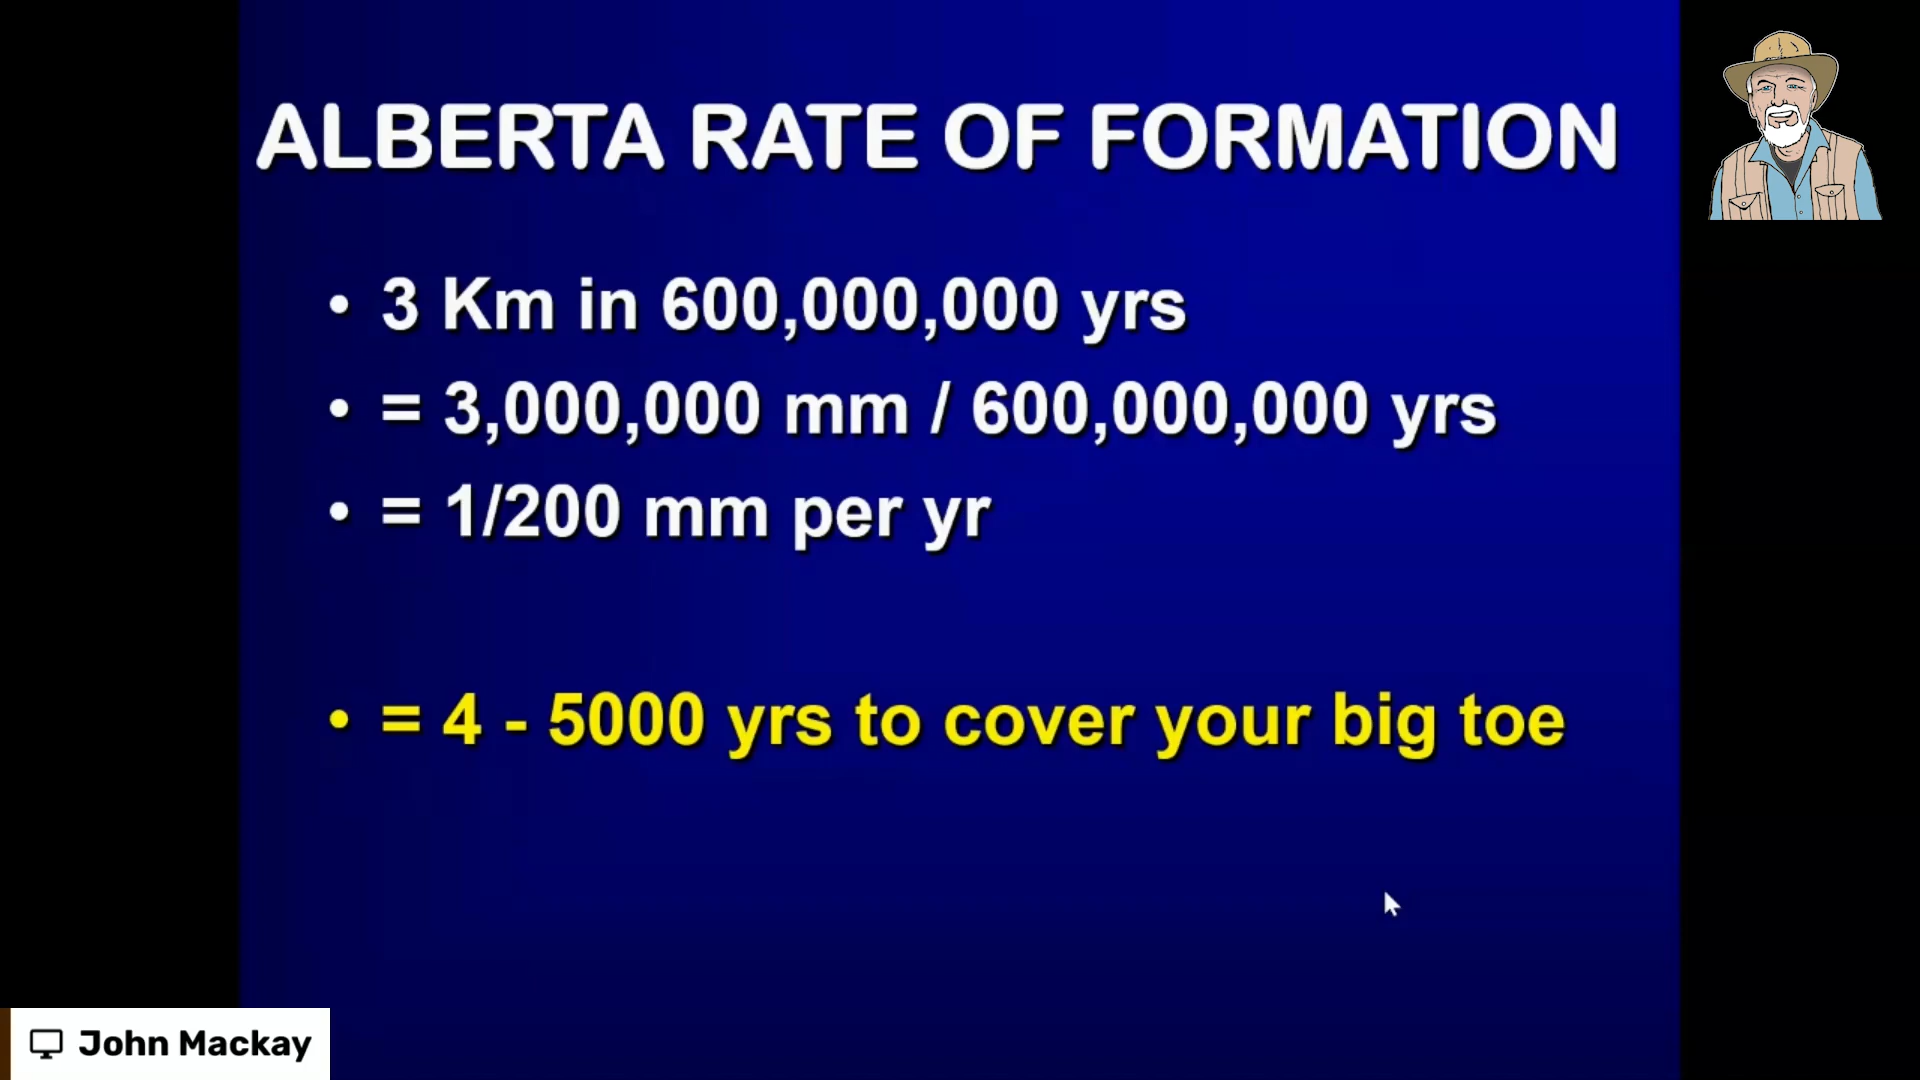 ALBERTA RATE OF FORMATION
• 3 Km in 600,000,000 yrs
• = 3,000,000 mm / 600,000,000 yrs
• = 1/200 mm per yr
• = 4 - 5000 yrs to cover your big toe
John Mackay